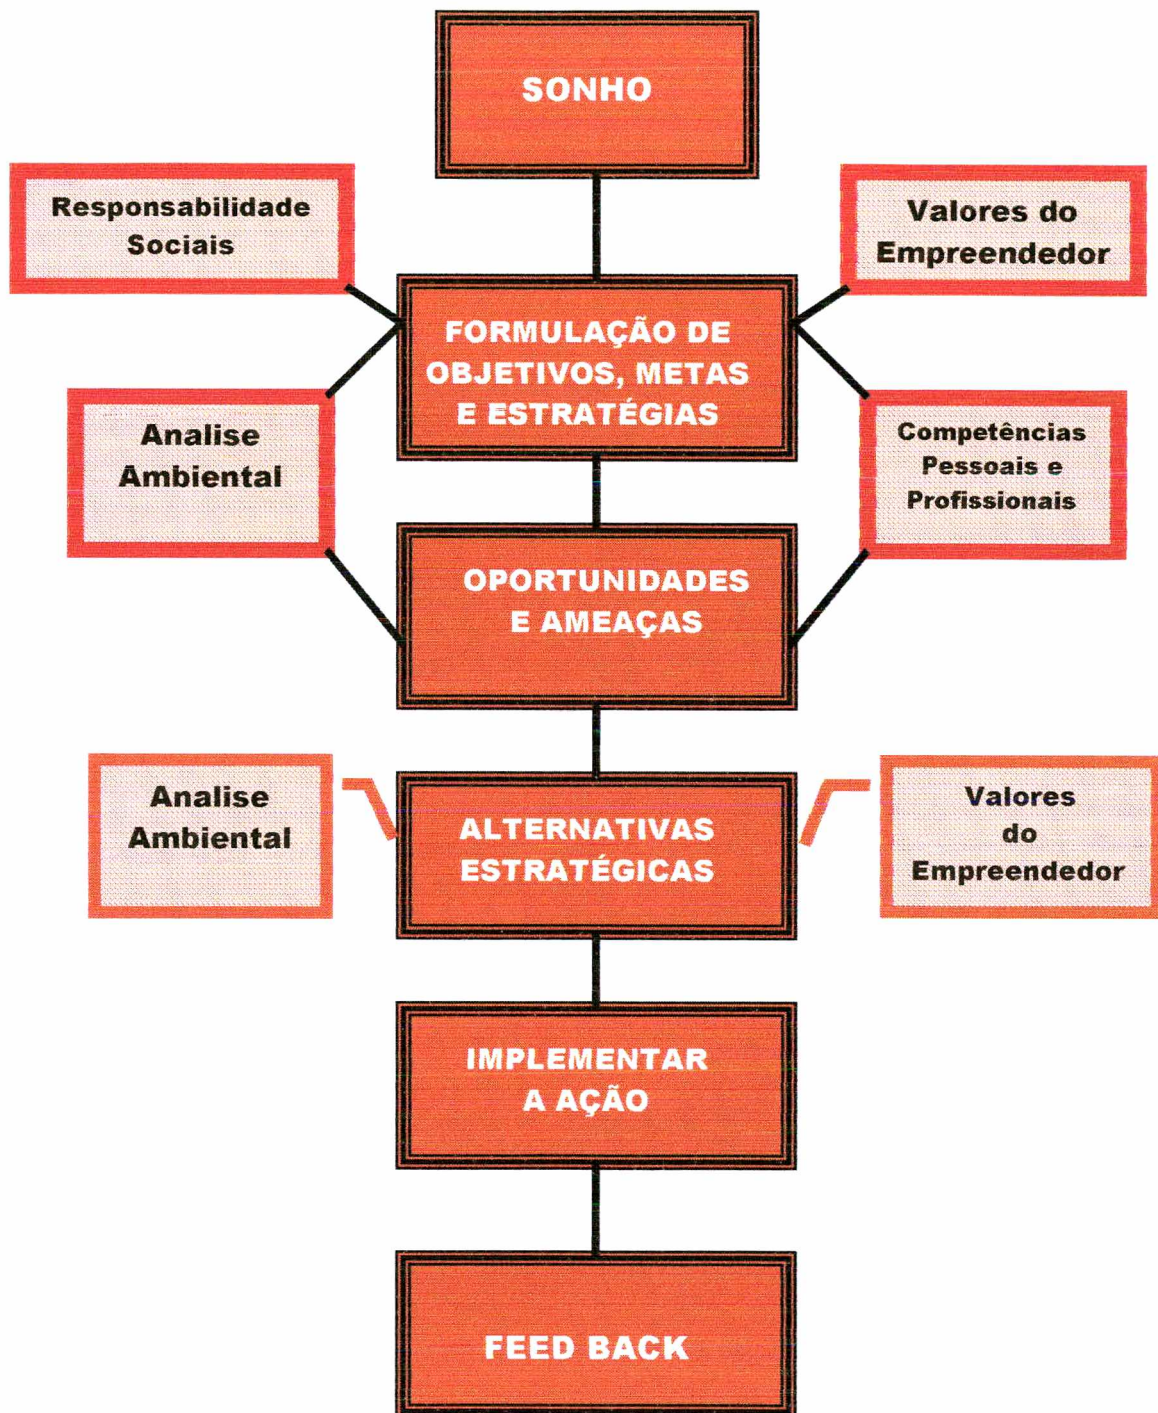 SONHO
Responsabilidade
Sociais
Valores do
Empreendedor
FORMULAÇÃO DE
OBJETIVOS, METAS
E ESTRATÉGIAS
Analise
Ambiental
Competências
Pessoais e
Profissionais
OPORTUNIDADES
E AMEAÇAS
Analise
Ambiental
ALTERNATIVAS
ESTRATÉGICAS
Valores
do
Empreendedor
IMPLEMENTAR
A AÇÃO
FEED BACK